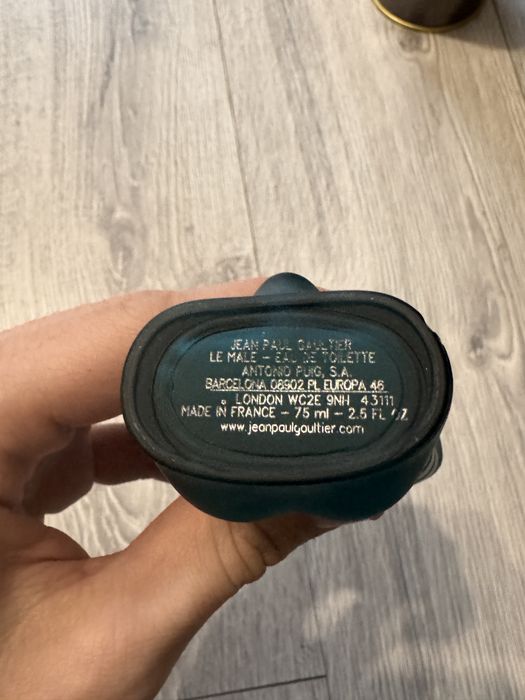 JEAN PAUL GAULTIER
LE MALE – EAU DE TOILETTE
ANTONIO PUIG, S.A.
BARCELONA 08902 PL EUROPA 46
LONDON WC2E 9NH 43111
MADE IN FRANCE – 75 ml – 2.5 FL OZ
www.jeanpaulgaultier.com